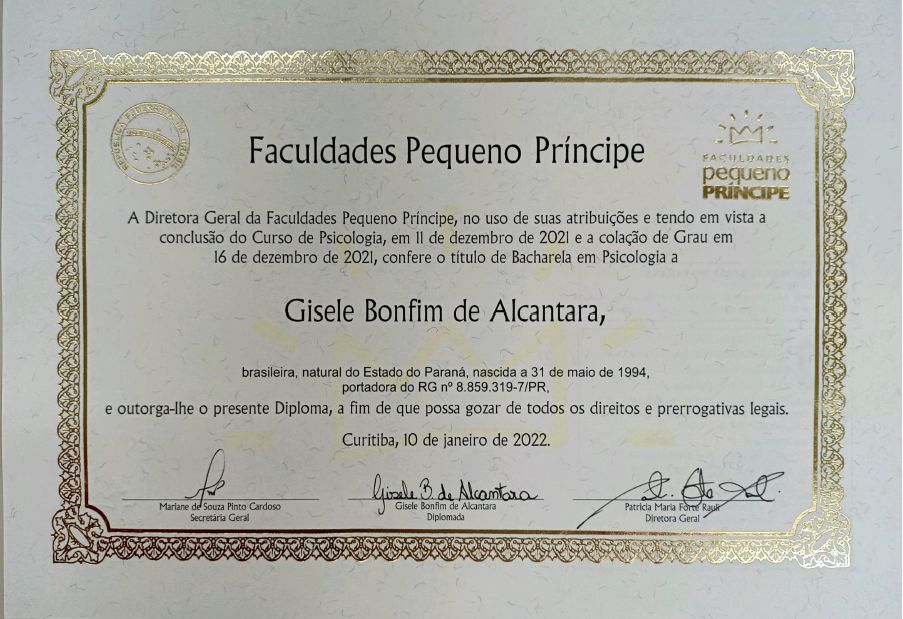 Faculdades Pequeno Príncipe
FACULDADES
pequeno
PRÍNCIPE
A Diretora Geral da Faculdades Pequeno Príncipe, no uso de suas atribuições e tendo em vista a
conclusão do Curso de Psicologia, em 11 de dezembro de 2021 e a colação de Grau em
16 de dezembro de 2021, confere o título de Bacharela em Psicologia a
Gisele Bonfim de Alcantara,
brasileira, natural do Estado do Paraná, nascida a 31 de maio de 1994,
portadora do RG nº 8.859.319-7/PR,
e outorga-lhe o presente Diploma, a fim de que possa gozar de todos os direitos e prerrogativas legais.
Curitiba, 10 de janeiro de 2022.
Gisele B. de Alcantara
Mariane de Souza Pinto Cardoso
Secretária Geral
Gisele Bonfim de Alcantara
Diplomada
Patricia Maria Forte Rauli
Diretora Geral